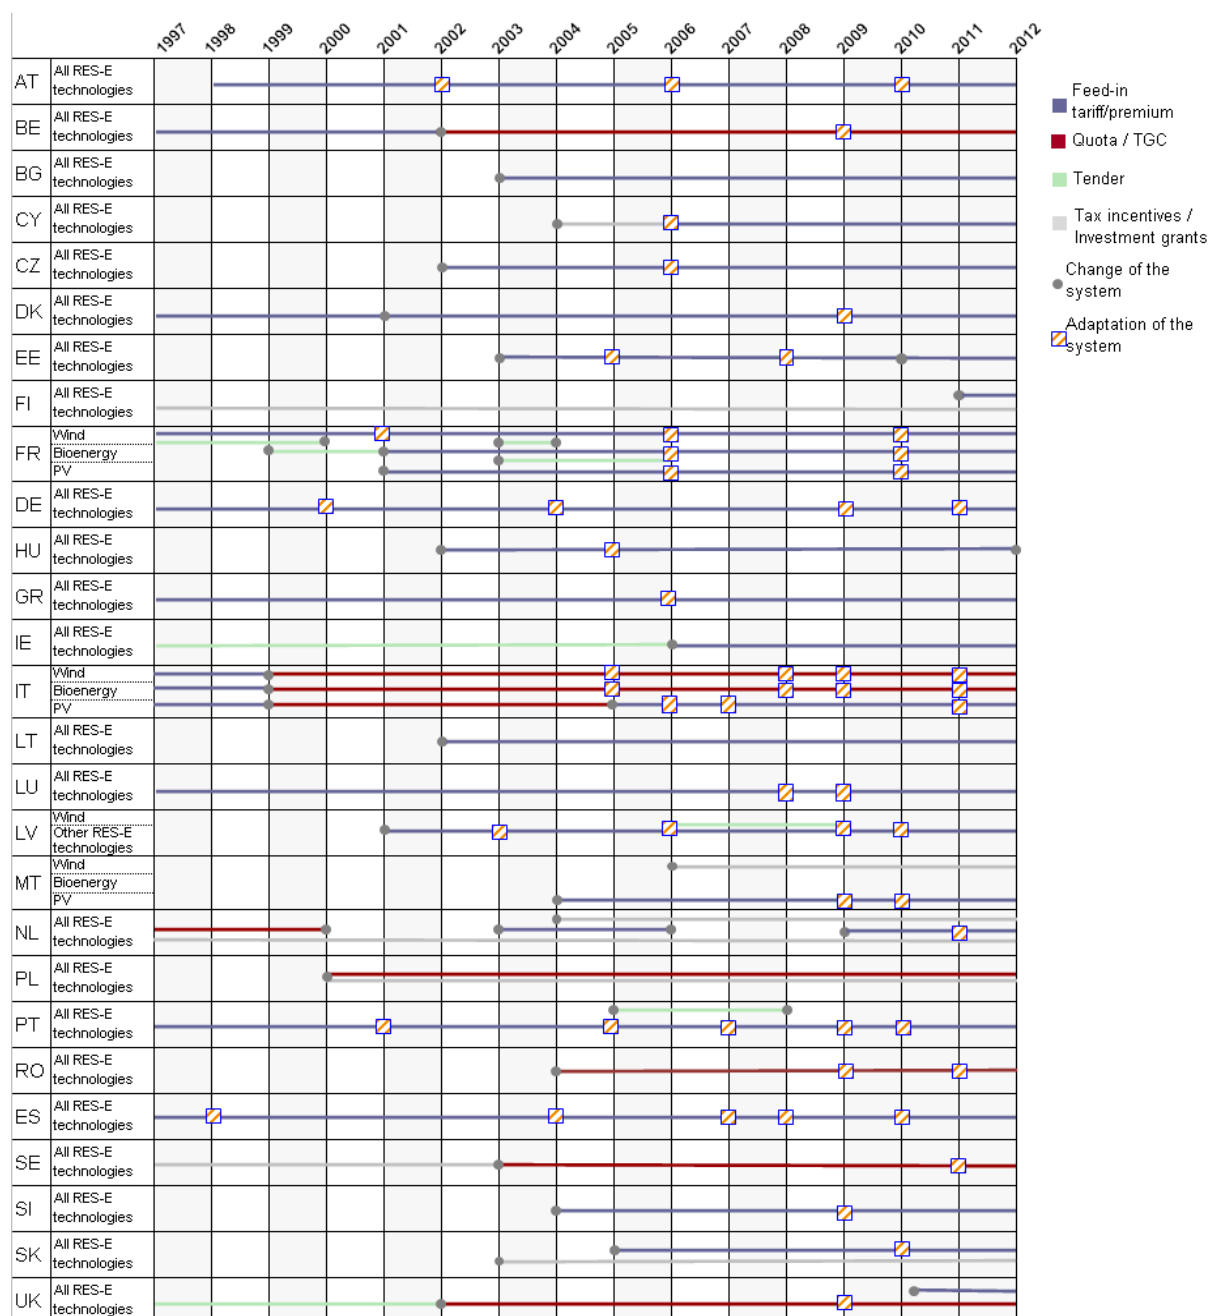 1997 1998 1999 2000 2001 2002 2003 2004 2005 2006 2007 2008 2009 2010 2011 2012
AT All RES-E
technologies
BE All RES-E
technologies
BG All RES-E
technologies
CY All RES-E
technologies
CZ All RES-E
technologies
DK All RES-E
technologies
EE All RES-E
technologies
FI All RES-E
technologies
FR Wind
Bioenergy
PV
DE All RES-E
technologies
HU All RES-E
technologies
GR All RES-E
technologies
IE All RES-E
technologies
IT Wind
Bioenergy
PV
LT All RES-E
technologies
LU All RES-E
technologies
LV Wind
Other RES-E
technologies
MT Wind
Bioenergy
PV
NL All RES-E
technologies
PL All RES-E
technologies
PT All RES-E
technologies
RO All RES-E
technologies
ES All RES-E
technologies
SE All RES-E
technologies
SI All RES-E
technologies
SK All RES-E
technologies
UK All RES-E
technologies
Feed-in
tariff/premium
Quota / TGC
Tender
Tax incentives /
Investment grants
Change of the
system
Adaptation of the
system